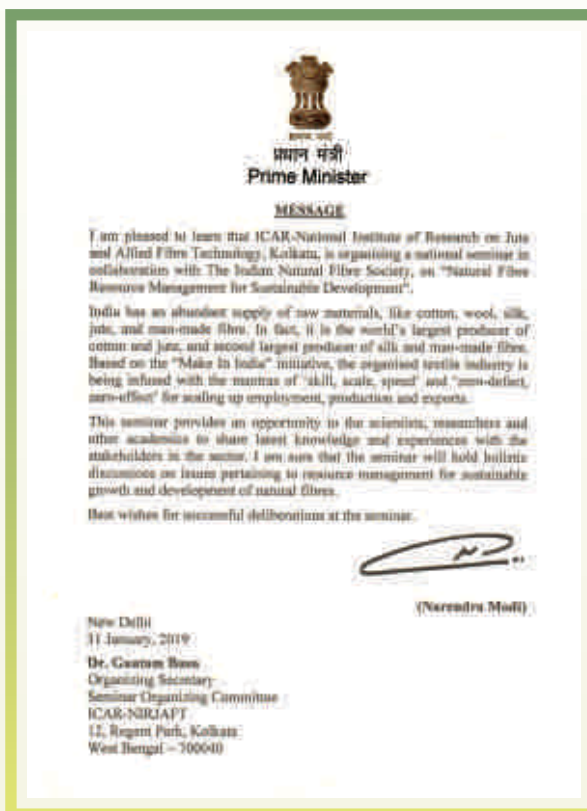 प्रधान मंत्री
Prime Minister
MESSAGE
I am pleased to learn that ICAR-National Institute of Research on Jute
and Allied Fibre Technology, Kolkata, is organising a national seminar in
collaboration with The Indian Natural Fibre Society, on "Natural Fibre
Resource Management for Sustainable Development".
India has an abundant supply of raw materials, like cotton, wool, silk,
jute, and man-made fibre. In fact, it is the world's largest producer of
cotton and jute, and second largest producer of silk and man-made fibre.
Based on the "Make In India" initiative, the organised textile industry is
being infused with the mantras of 'skill, scale, speed' and "zero-defect,
zero-effect" for scaling up employment, production and exports.
This seminar provides an opportunity to the scientists, researchers and
other academics to share latest knowledge and experiences with the
stakeholders in the sector. I am sure that the seminar will hold holistic
discussions on issues pertaining to resource management for sustainable
growth and development of natural fibres.
Best wishes for successful deliberations at the seminar.
(Narendra Modi)
New Delhi
11 January, 2019
Dr. Gautam Bose
Organizing Secretary
Seminar Organizing Committee
ICAR-NIRJAFT
12, Regent Park, Kolkata
West Bengal – 700040